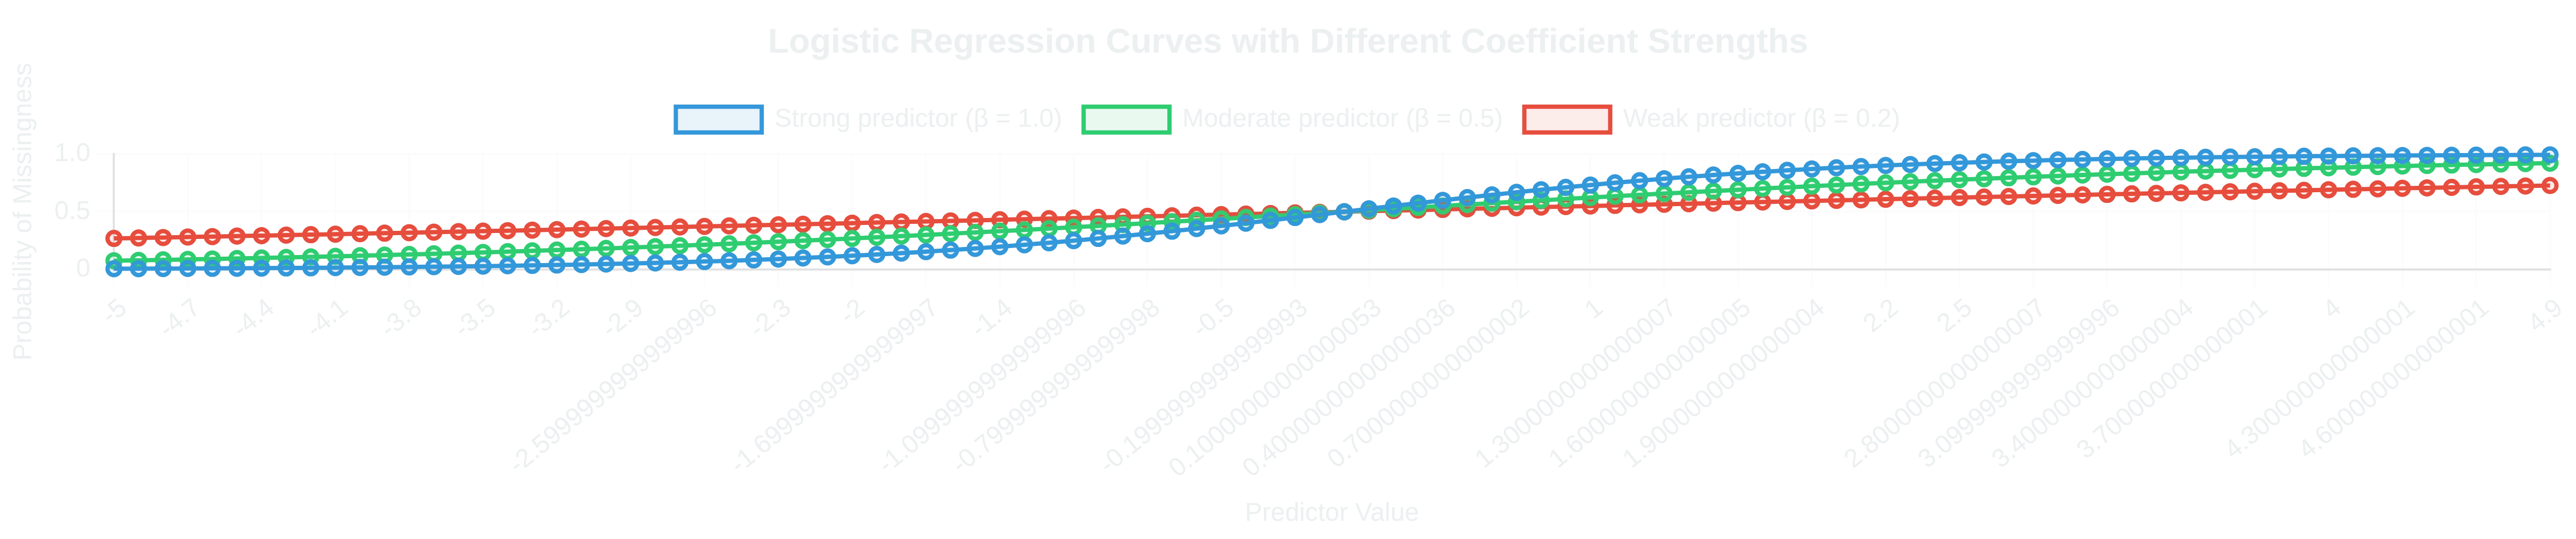 Logistic Regression Curves with Different Coefficient Strengths
Strong predictor (β = 1.0) Moderate predictor (β = 0.5) Weak predictor (β = 0.2)
Probability of Missingness
1.0
0.5
0
-5 -4.7 -4.4 -4.1 -3.8 -3.5 -3.2 -2.9 -2.5999999999999996 -2.3 -2 -1.6999999999999997 -1.4 -1.0999999999999996 -0.7999999999999998 -0.5 -0.1999999999999993 0.10000000000000053 0.40000000000000036 0.7000000000000002 1 1.3000000000000007 1.6000000000000005 1.9000000000000004 2.2 2.5 2.8000000000000007 3.0999999999999996 3.4000000000000004 3.700000000000001 4 4.300000000000001 4.600000000000001 4.9
Predictor Value